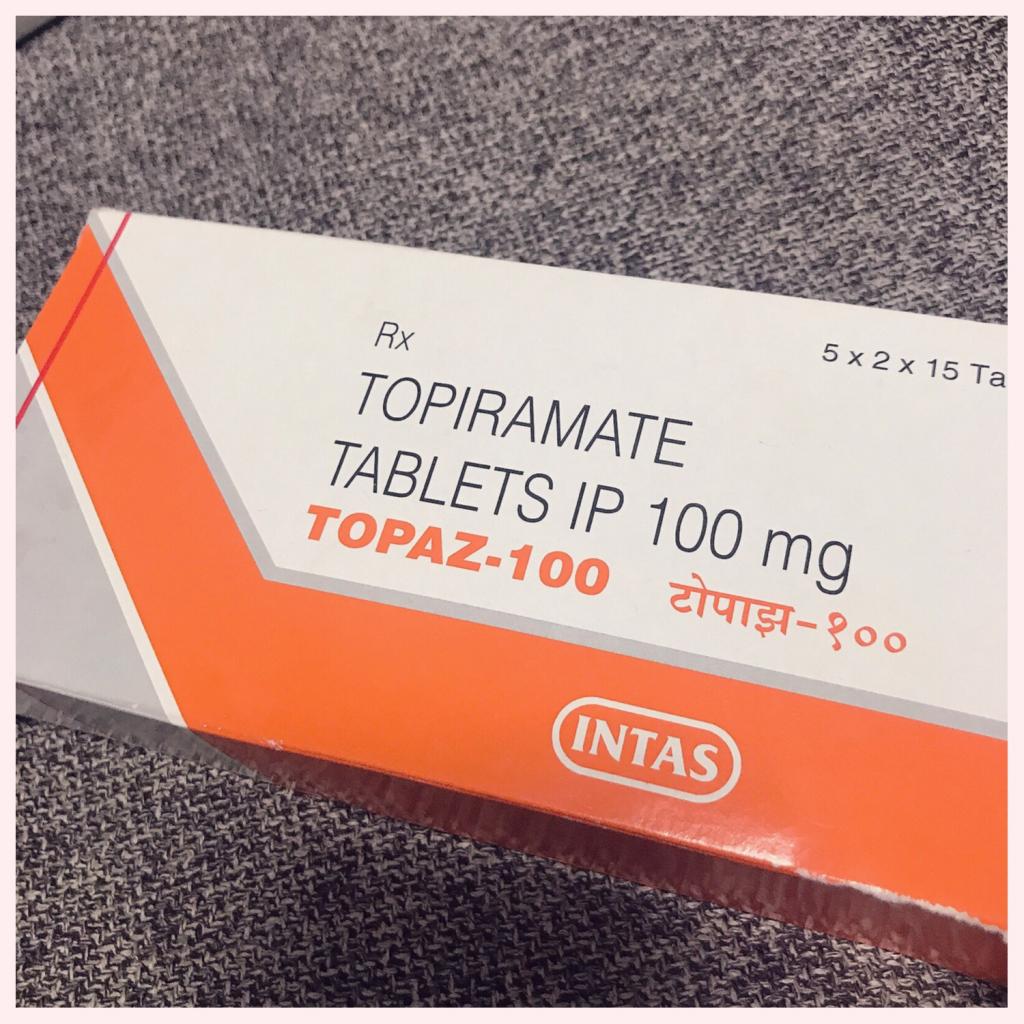 Rx
5 x 2 x 15 Ta
TOPIRAMATE
TABLETS IP 100 mg
TOPAZ-100 टोपाझ-१००
INTAS